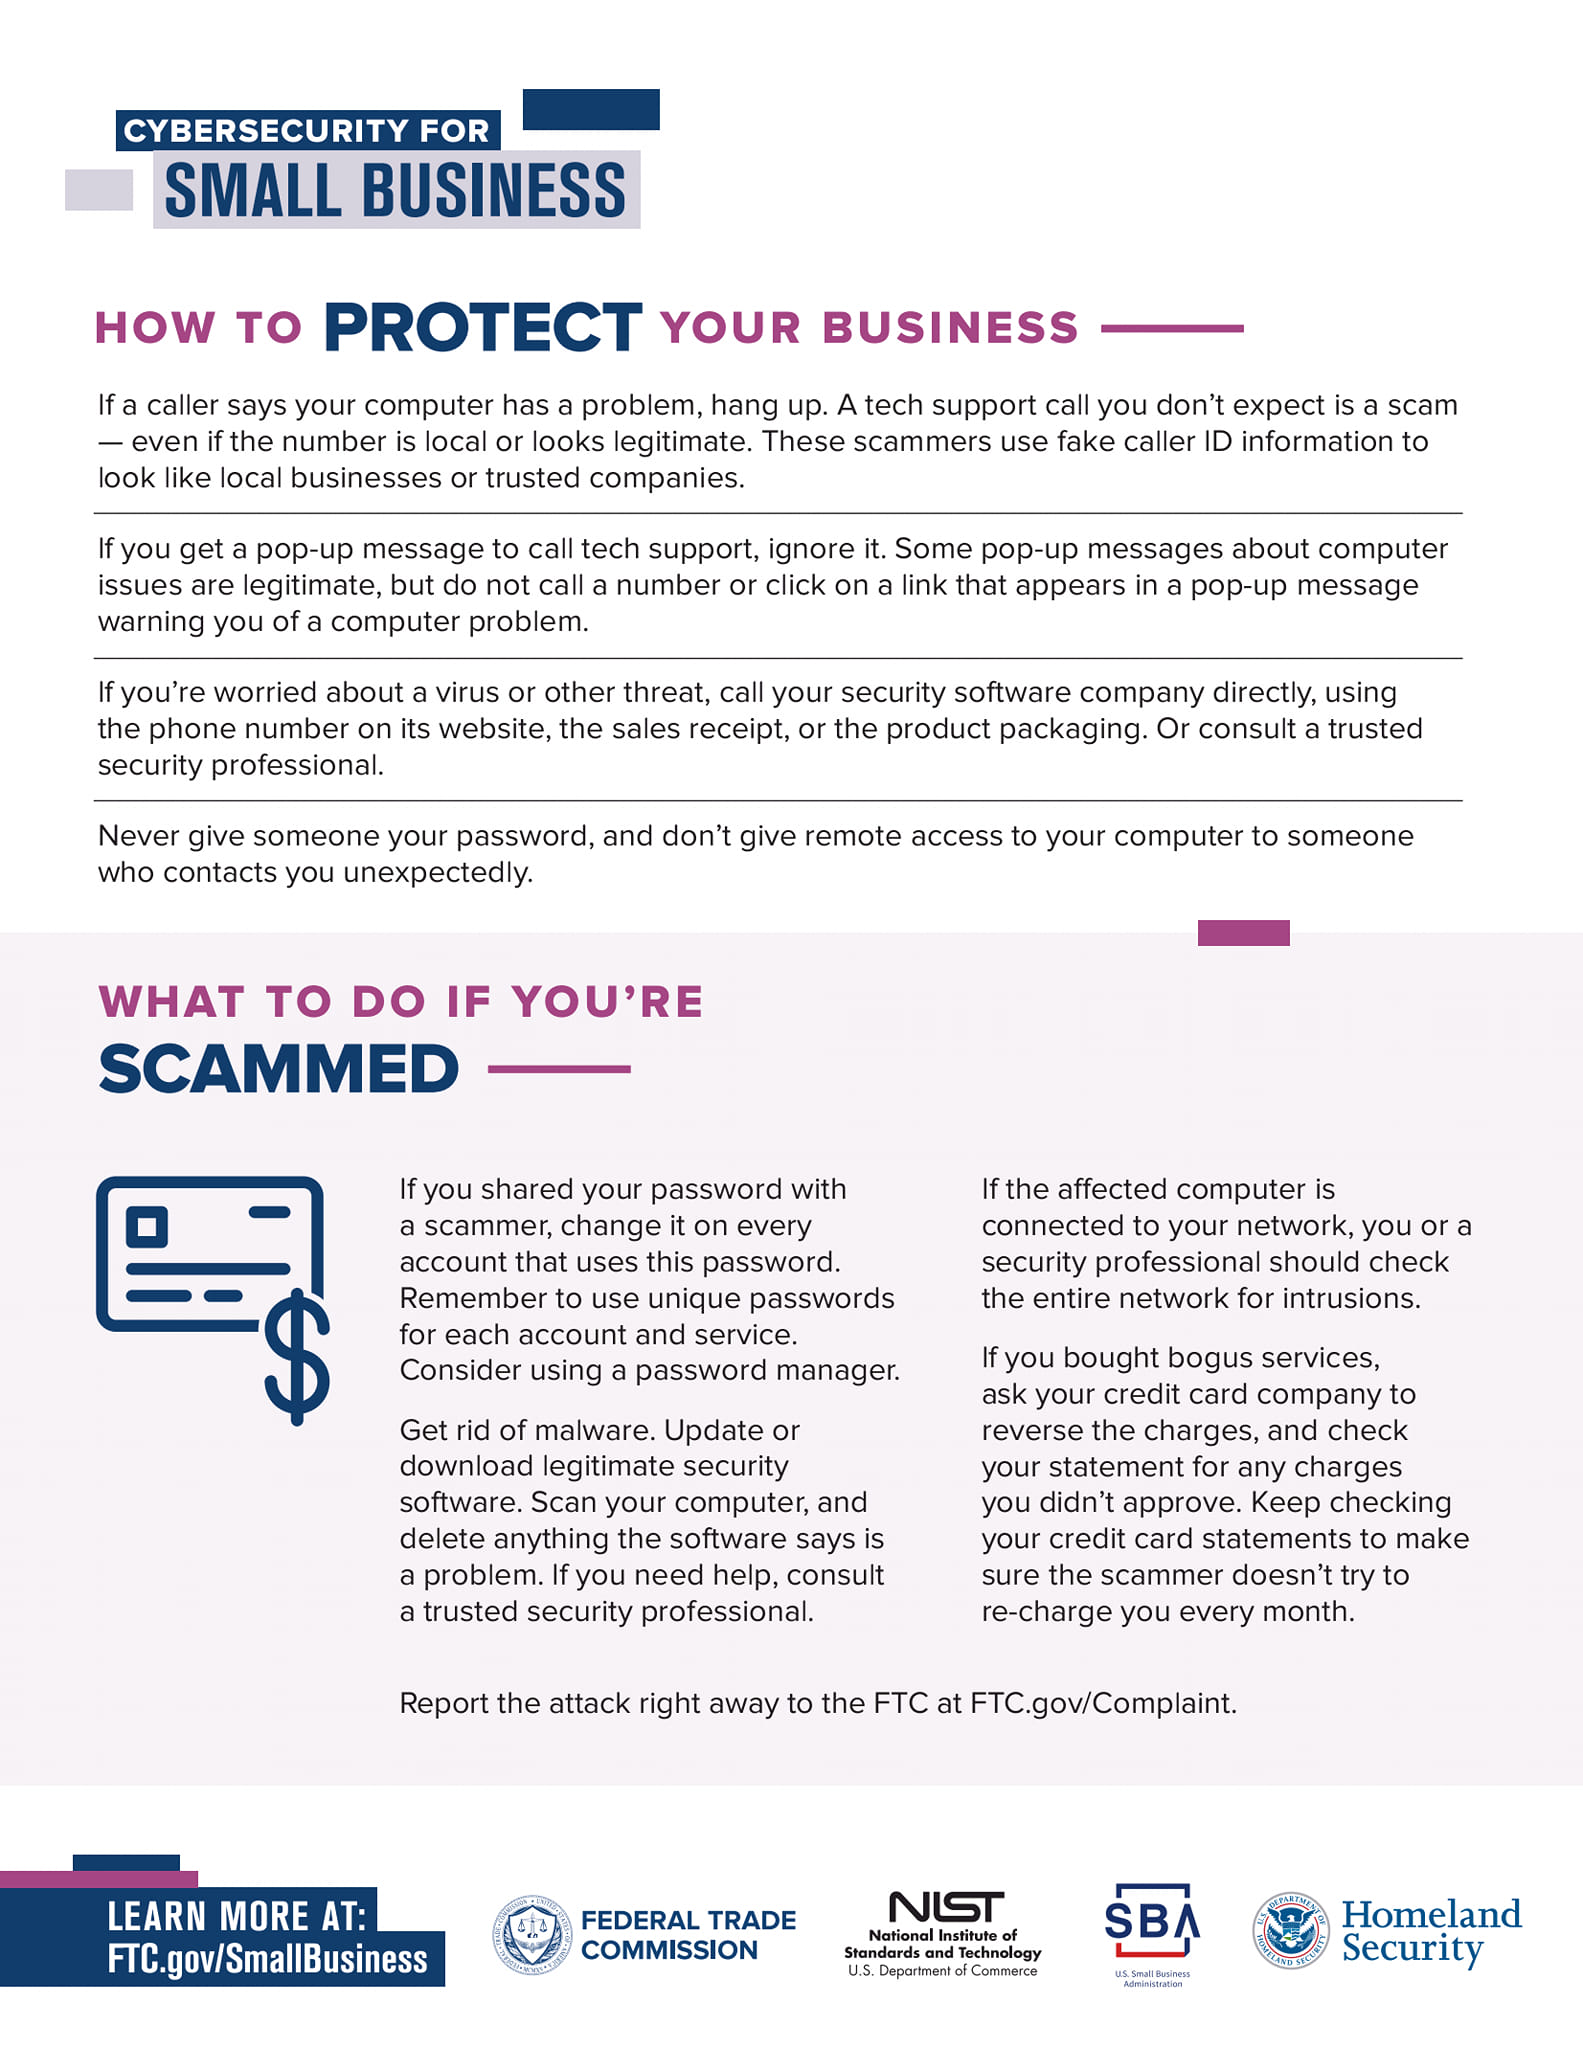 CYBERSECURITY FOR
SMALL BUSINESS
HOW TO PROTECT YOUR BUSINESS
If a caller says your computer has a problem, hang up. A tech support call you don’t expect is a scam
— even if the number is local or looks legitimate. These scammers use fake caller ID information to
look like local businesses or trusted companies.
If you get a pop-up message to call tech support, ignore it. Some pop-up messages about computer
issues are legitimate, but do not call a number or click on a link that appears in a pop-up message
warning you of a computer problem.
If you’re worried about a virus or other threat, call your security software company directly, using
the phone number on its website, the sales receipt, or the product packaging. Or consult a trusted
security professional.
Never give someone your password, and don’t give remote access to your computer to someone
who contacts you unexpectedly.
WHAT TO DO IF YOU’RE
SCAMMED
If you shared your password with
a scammer, change it on every
account that uses this password.
Remember to use unique passwords
for each account and service.
Consider using a password manager.
Get rid of malware. Update or
download legitimate security
software. Scan your computer, and
delete anything the software says is
a problem. If you need help, consult
a trusted security professional.
If the affected computer is
connected to your network, you or a
security professional should check
the entire network for intrusions.
If you bought bogus services,
ask your credit card company to
reverse the charges, and check
your statement for any charges
you didn’t approve. Keep checking
your credit card statements to make
sure the scammer doesn’t try to
re-charge you every month.
Report the attack right away to the FTC at FTC.gov/Complaint.
LEARN MORE AT:
FTC.gov/SmallBusiness
FEDERAL TRADE
COMMISSION
NIST
National Institute of
Standards and Technology
U.S. Department of Commerce
SBA
U.S. Small Business
Administration
U.S. DEPARTMENT OF
HOMELAND SECURITY
Homeland
Security